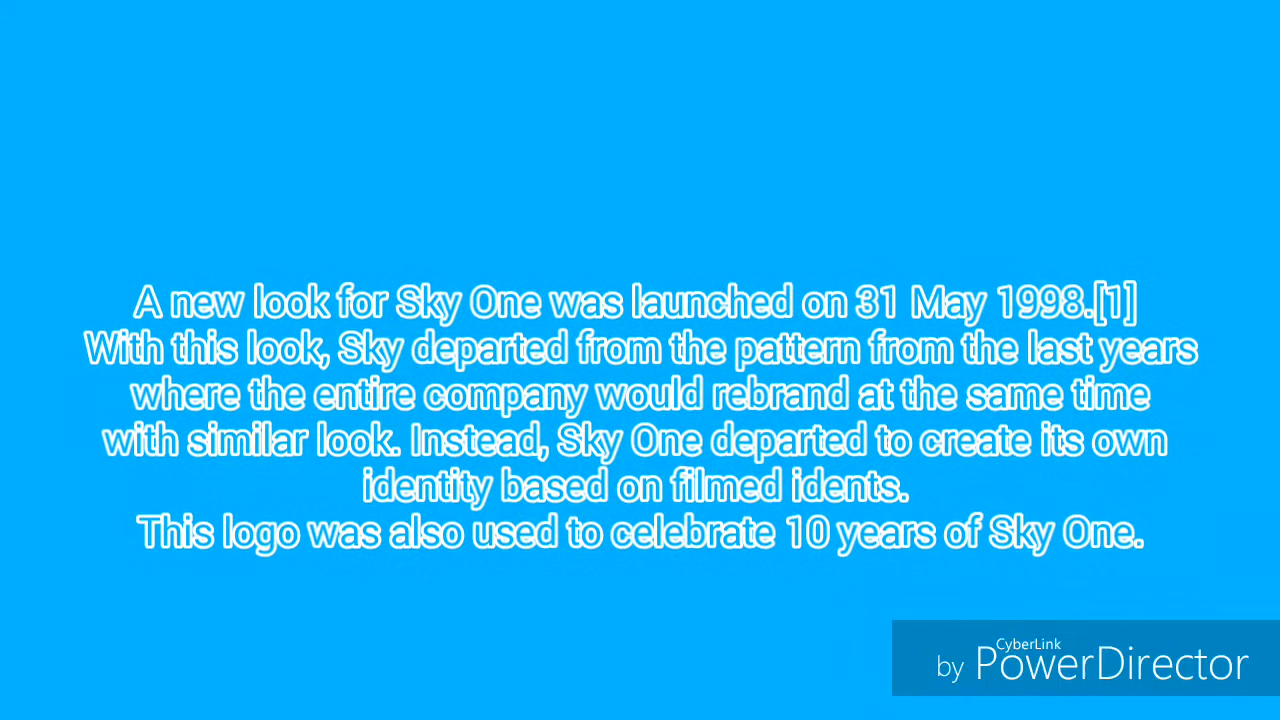 A new look for Sky One was launched on 31 May 1998.[1]
With this look, Sky departed from the pattern from the last years
where the entire company would rebrand at the same time
with similar look. Instead, Sky One departed to create its own
identity based on filmed idents.
This logo was also used to celebrate 10 years of Sky One.
CyberLink
by PowerDirector